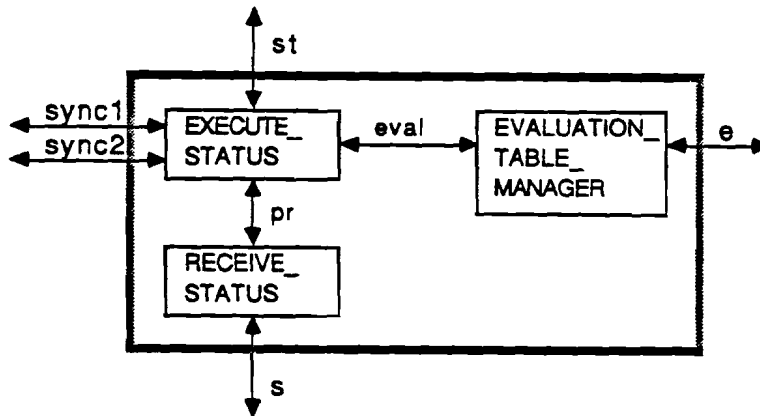 st
sync1
sync2
EXECUTE_
STATUS
eval
EVALUATION_
TABLE_
MANAGER
e
pr
RECEIVE_
STATUS
s